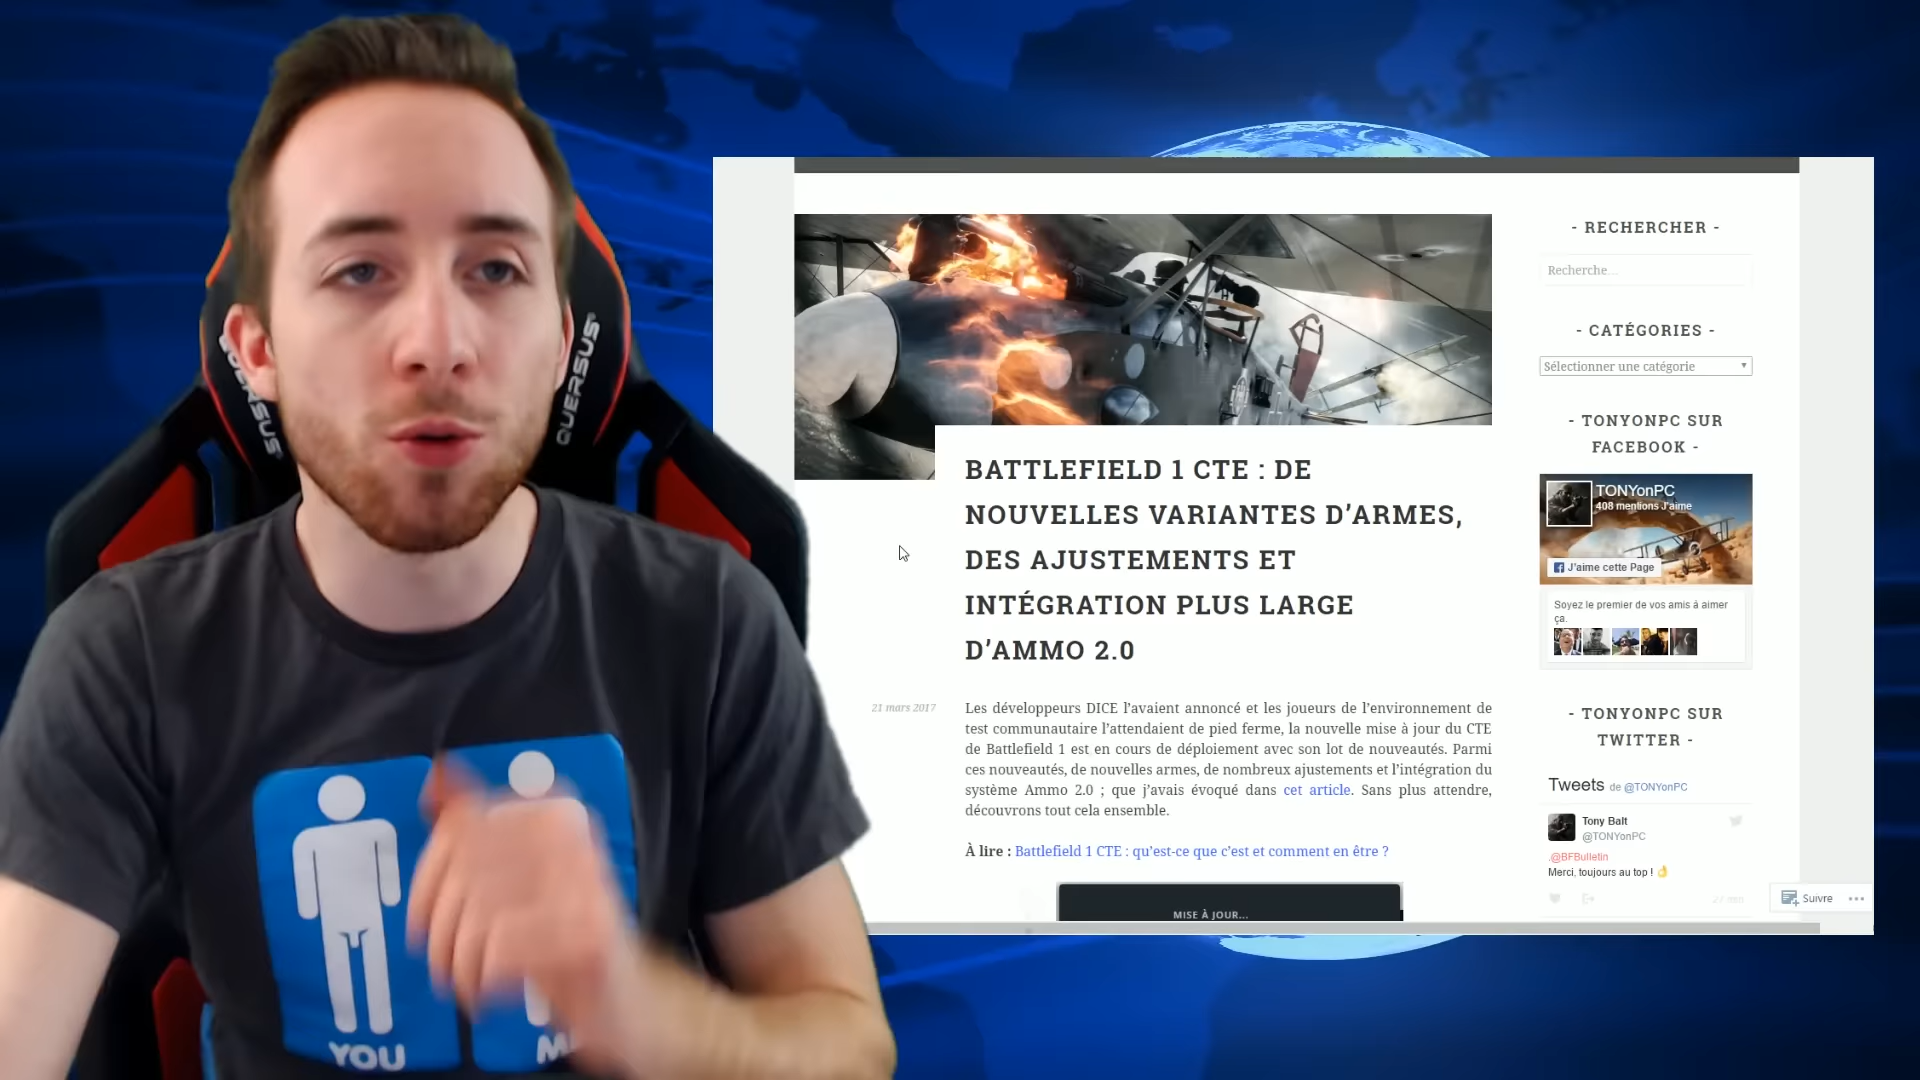 QUERSUS
QUERSUS
YOU
BATTLEFIELD 1 CTE : DE
NOUVELLES VARIANTES D’ARMES,
DES AJUSTEMENTS ET
INTÉGRATION PLUS LARGE
D’AMMO 2.0
21 mars 2017
Les développeurs DICE l’avaient annoncé et les joueurs de l’environnement de
test communautaire l’attendaient de pied ferme, la nouvelle mise à jour du CTE
de Battlefield 1 est en cours de déploiement avec son lot de nouveautés. Parmi
ces nouveautés, de nouvelles armes, de nombreux ajustements et l’intégration du
système Ammo 2.0 ; que j’avais évoqué dans cet article. Sans plus attendre,
découvrons tout cela ensemble.
À lire : Battlefield 1 CTE : qu’est-ce que c’est et comment en être ?
MISE À JOUR...
- RECHERCHER -
Recherche…
- CATÉGORIES -
Sélectionner une catégorie
- TONYONPC SUR
FACEBOOK -
TONYonPC
408 mentions J’aime
J’aime cette Page
Soyez le premier de vos amis à aimer
ça.
- TONYONPC SUR
TWITTER -
Tweets de @TONYonPC
Tony Balt
@TONYonPC
.@BFBulletin
Merci, toujours au top ! 👌
Suivre